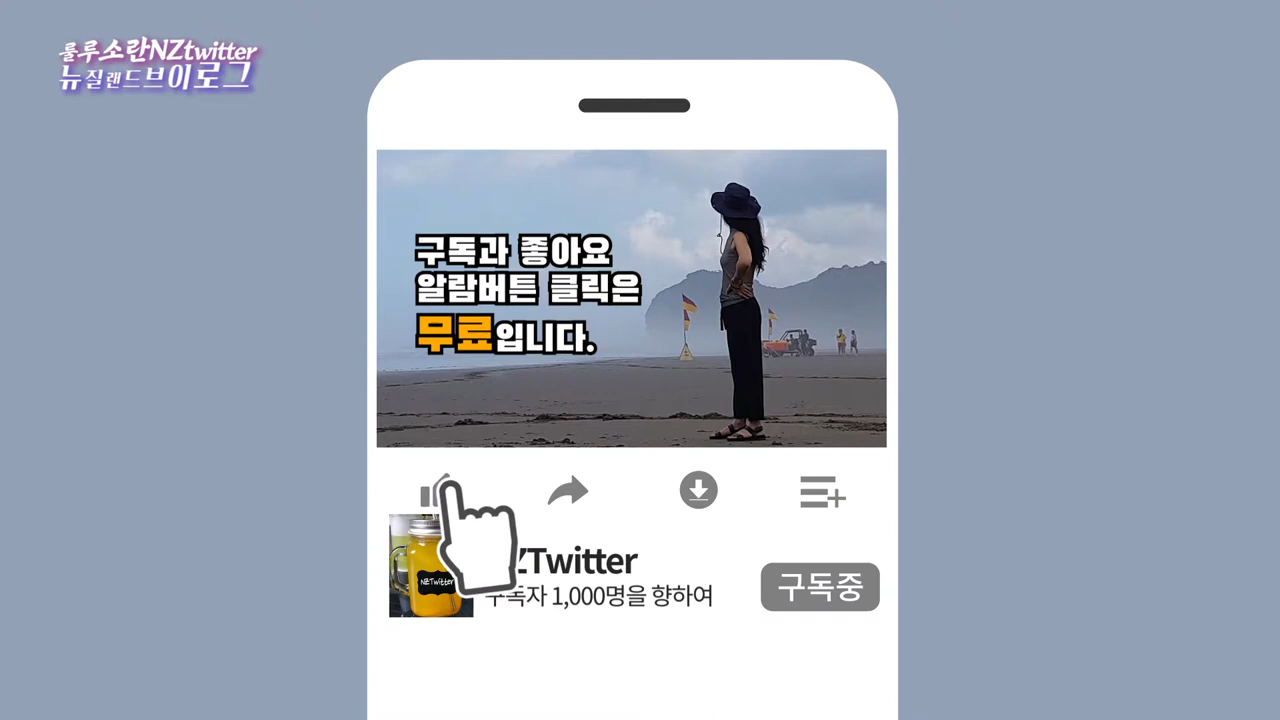 룰루소란NZtwitter
뉴질랜드브이로그
구독과 좋아요
알람버튼 클릭은
무료입니다.
NZTwitter
ZTwitter
구독자 1,000명을 향하여
구독중